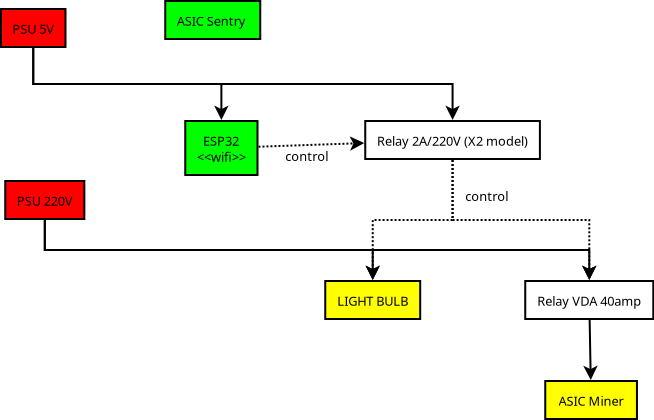 PSU 5V
ASIC Sentry
ESP32
<<wifi>>
control
Relay 2A/220V (X2 model)
PSU 220V
control
LIGHT BULB
Relay VDA 40amp
ASIC Miner